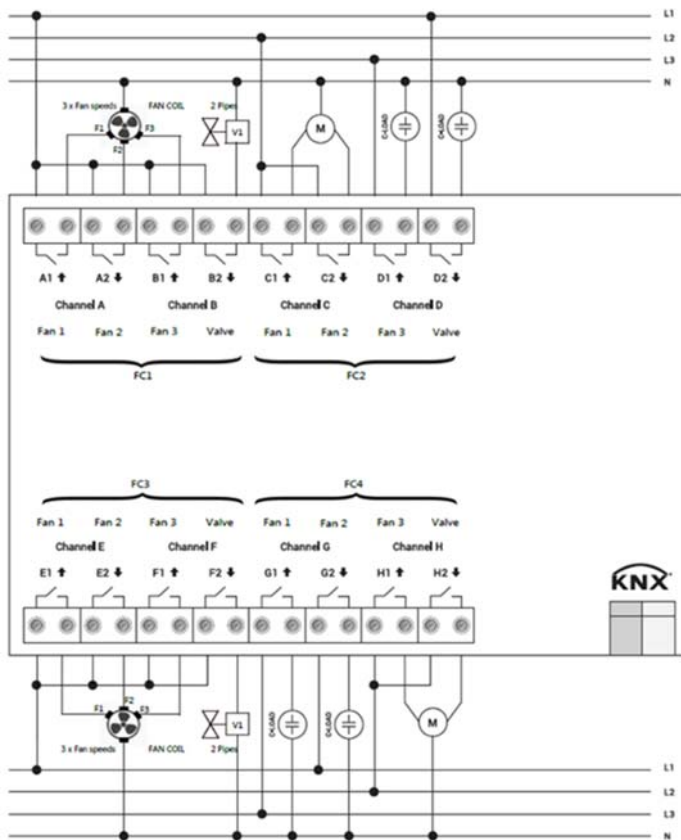 L1
L2
L3
N
3 x Fan speeds FAN COIL 2 Pipes
F1 F3 V1 M C-LOAD C-LOAD
F2
A1 A2 B1 B2 C1 C2 D1 D2
Channel A Channel B Channel C Channel D
Fan 1 Fan 2 Fan 3 Valve Fan 1 Fan 2 Fan 3 Valve
FC1 FC2
FC3 FC4
Fan 1 Fan 2 Fan 3 Valve Fan 1 Fan 2 Fan 3 Valve
Channel E Channel F Channel G Channel H
E1 E2 F1 F2 G1 G2 H1 H2
KNX
F2
F1 F3 V1 C-LOAD C-LOAD M
3 x Fan speeds FAN COIL 2 Pipes
L1
L2
L3
N